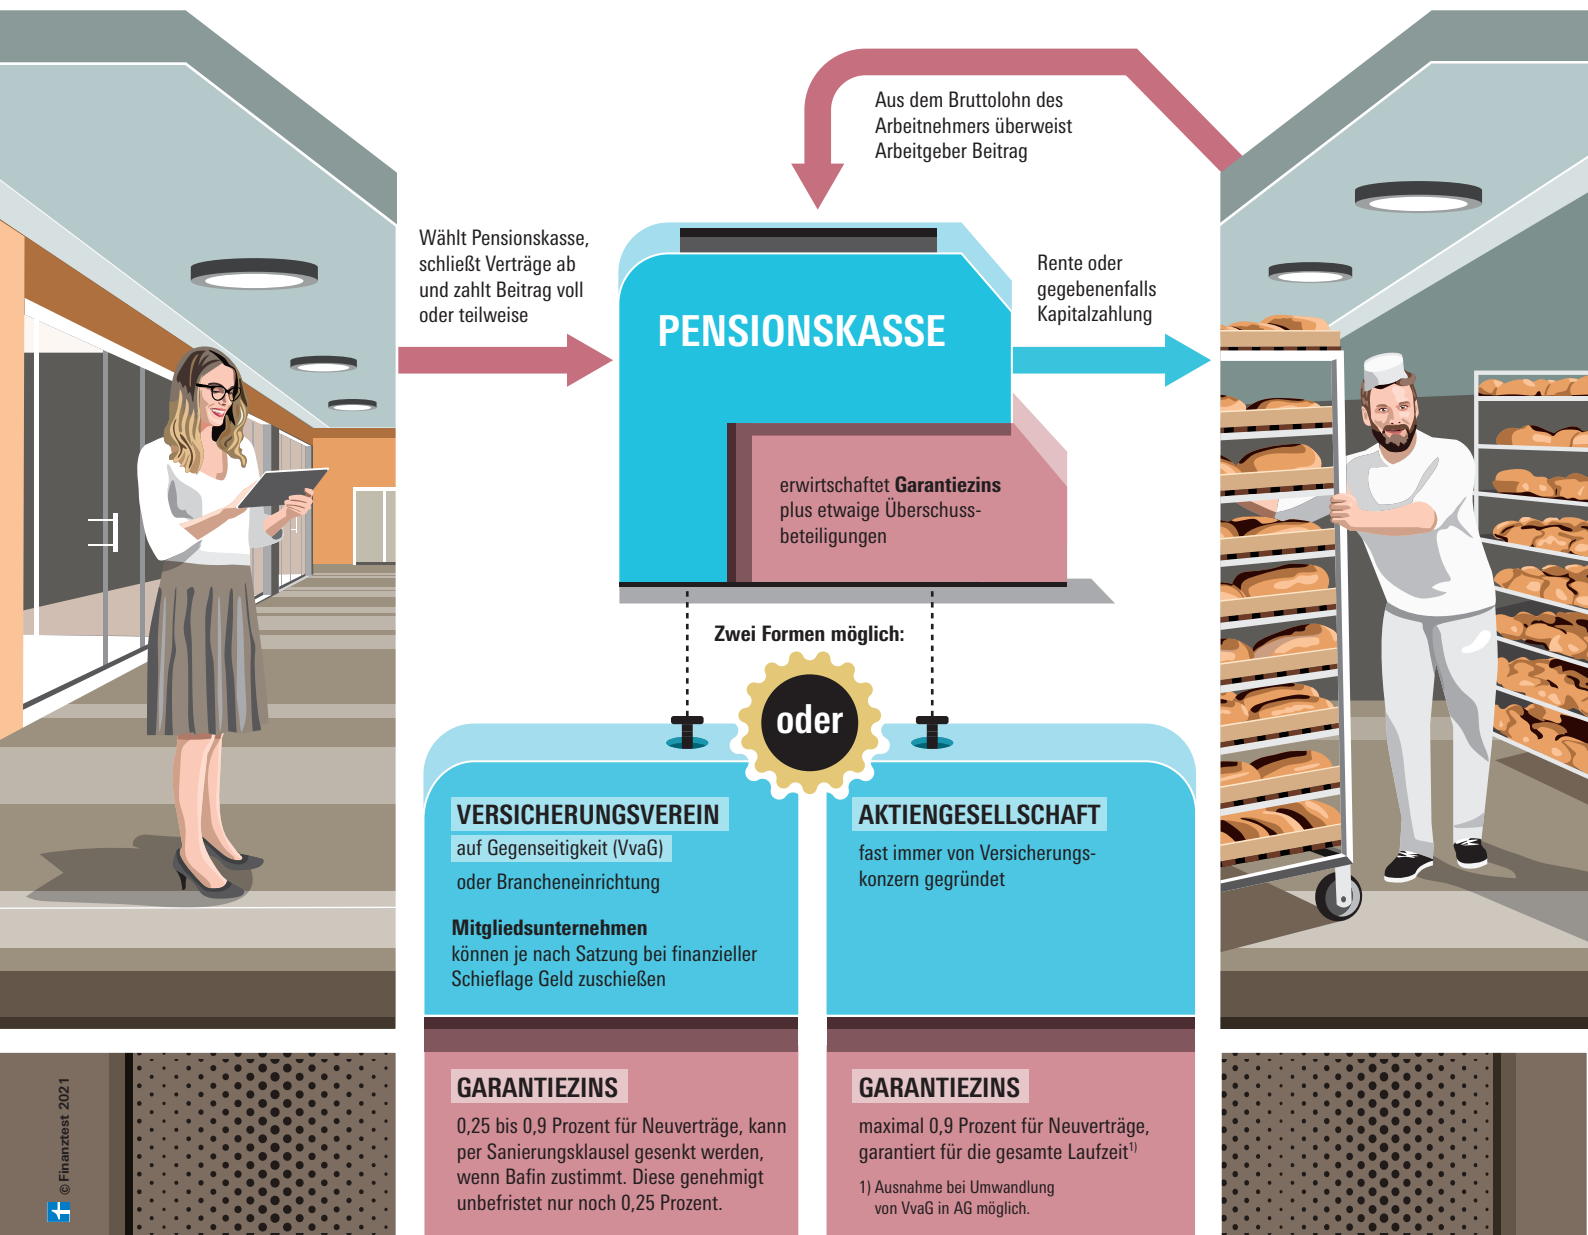 Aus dem Bruttolohn des
Arbeitnehmers überweist
Arbeitgeber Beitrag
Wählt Pensionskasse,
schließt Verträge ab
und zahlt Beitrag voll
oder teilweise
PENSIONSKASSE
Rente oder
gegebenenfalls
Kapitalzahlung
erwirtschaftet Garantiezins
plus etwaige Überschuss-
beteiligungen
Zwei Formen möglich:
oder
VERSICHERUNGSVEREIN
auf Gegenseitigkeit (VvaG)
oder Brancheneinrichtung
Mitgliedsunternehmen
können je nach Satzung bei finanzieller
Schieflage Geld zuschießen
AKTIENGESELLSCHAFT
fast immer von Versicherungs-
konzern gegründet
GARANTIEZINS
0,25 bis 0,9 Prozent für Neuverträge, kann
per Sanierungsklausel gesenkt werden,
wenn Bafin zustimmt. Diese genehmigt
unbefristet nur noch 0,25 Prozent.
GARANTIEZINS
maximal 0,9 Prozent für Neuverträge,
garantiert für die gesamte Laufzeit1)
1) Ausnahme bei Umwandlung
von VvaG in AG möglich.
© Finanztest 2021